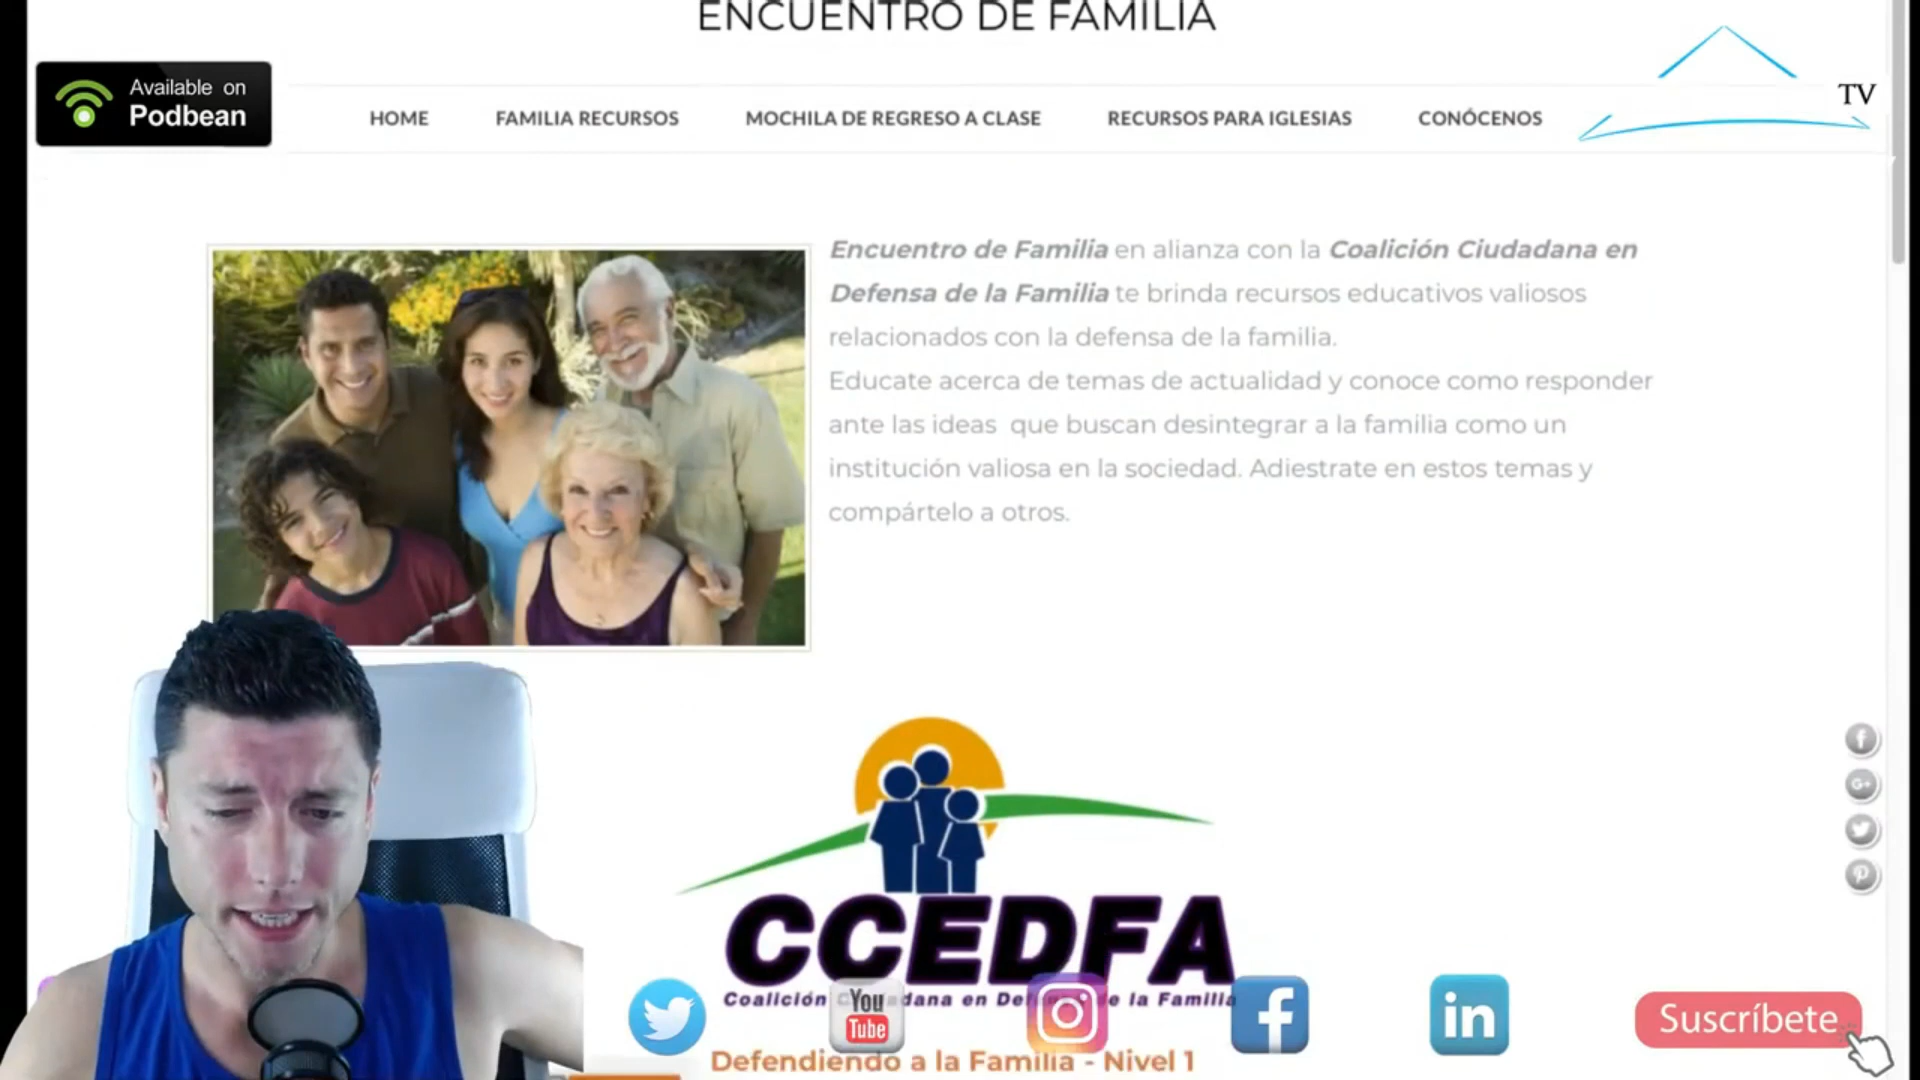 ENCUENTRO DE FAMILIA
Available on
Podbean
HOME
FAMILIA RECURSOS
MOCHILA DE REGRESO A CLASE
RECURSOS PARA IGLESIAS
CONÓCENOS
TV
Encuentro de Familia en alianza con la Coalición Ciudadana en
Defensa de la Familia te brinda recursos educativos valiosos
relacionados con la defensa de la familia.
Educate acerca de temas de actualidad y conoce como responder
ante las ideas que buscan desintegrar a la família como un
institución valiosa en la sociedad. Adiestrate en estos temas y
compártelo a otros.
CCEDFA
Coalición en de la Familia
You
Tube
in
Suscríbete
Defendiendo a la Familia - Nivel 1